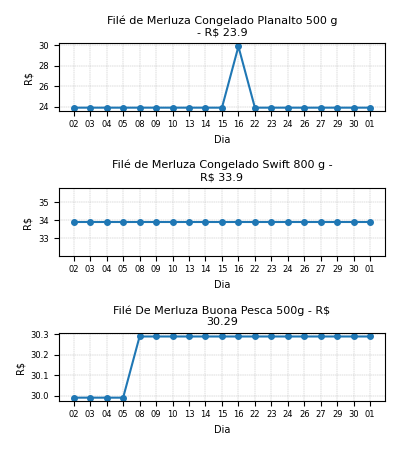 Filé de Merluza Congelado Planalto 500 g
- R$ 23.9
30
28
26
24
R$
02 03 04 05 08 09 10 13 14 15 16 22 23 24 26 27 29 30 01
Dia
Filé de Merluza Congelado Swift 800 g -
R$ 33.9
35
34
33
R$
02 03 04 05 08 09 10 13 14 15 16 22 23 24 26 27 29 30 01
Dia
Filé De Merluza Buona Pesca 500g - R$
30.29
30.3
30.2
30.1
30.0
R$
02 03 04 05 08 09 10 13 14 15 16 22 23 24 26 27 29 30 01
Dia